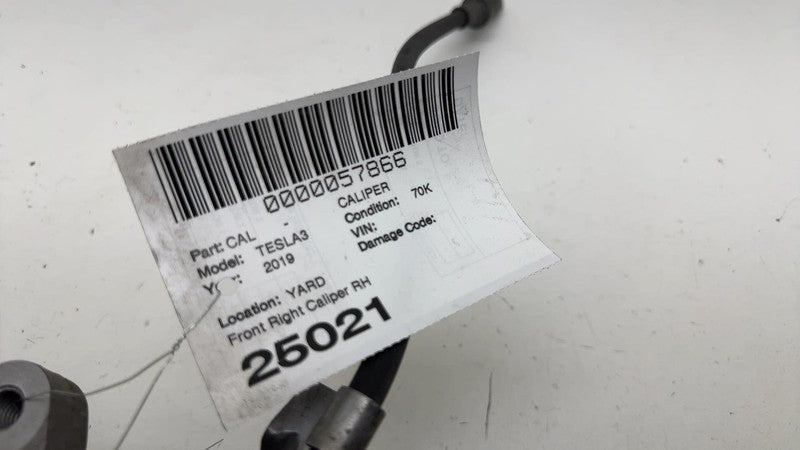 0000057866
Part: CAL - CALIPER
Model: TESLA3 Condition: 70K
Year: 2019 VIN:
Damage Code:
Location: YARD
Front Right Caliper RH
25021